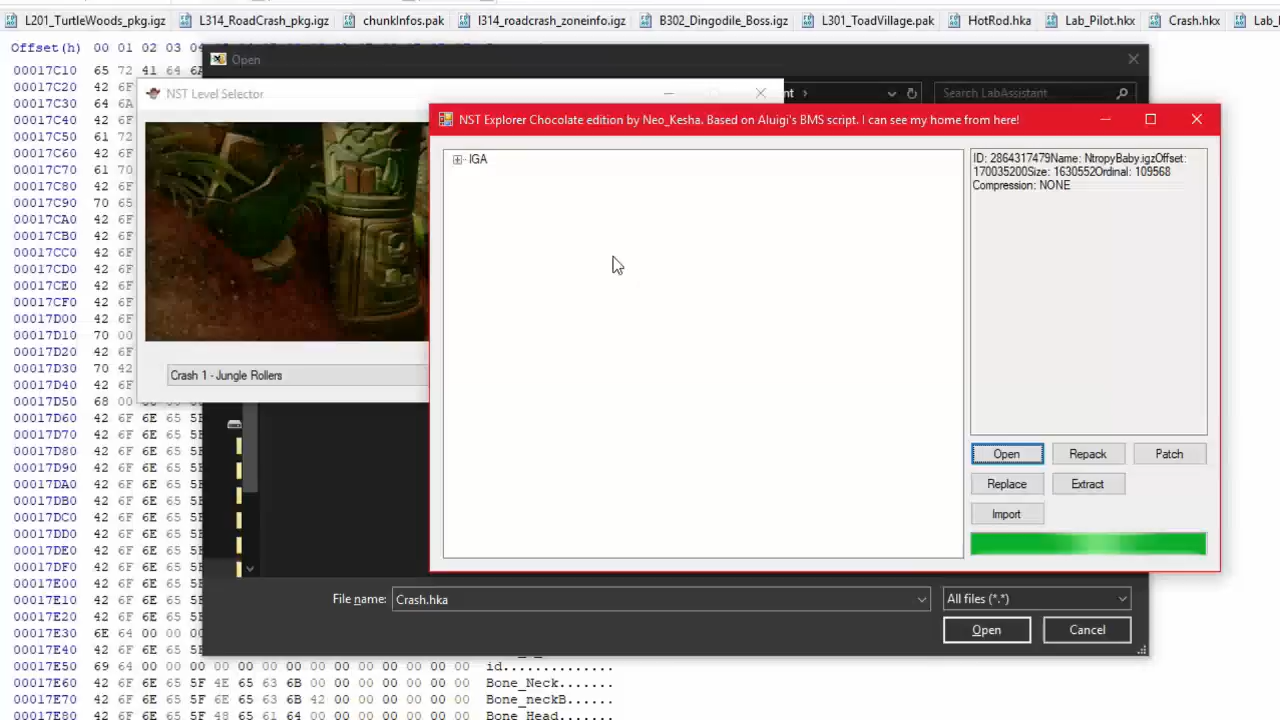 L201_TurtleWoods_pkg.igz L314_RoadCrash_pkg.igz chunkInfos.pak l314_roadcrash_zoneinfo.igz B302_Dingodile_Boss.igz L301_ToadVillage.pak HotRod.hka Lab_Pilot.hkx Crash.hkx
Offset(h) 00 01 02 03
Open
NST Level Selector
Search LabAssistant...
NST Explorer Chocolate edition by Neo_Kesha. Based on Aluigi's BMS script. I can see my home from here!
IGA
ID: 2864317479Name: NtropyBaby.igzOffset:
170035200Size: 1630552Ordinal: 109568
Compression: NONE
Crash 1 - Jungle Rollers
Open Repack Patch
Replace Extract
Import
File name: Crash.hka All files (*.*)
Open Cancel
00017C10 65 72 41 64
00017C20 42 6F
00017C30 64 6A
00017C40 42 6F
00017C50 61 72
00017C60 42 6F
00017C70 61 70
00017C80 42 6F
00017C90 70 65
00017CA0 42 6F
00017CB0 42 6F
00017CC0 42 6F
00017CD0 42 6F
00017CE0 42 6F
00017CF0 42 6F
00017D00 42 6F
00017D10 70 00
00017D20 42 6F
00017D30 70 42
00017D40 42 6F
00017D50 68 00
00017D60 42 6F 6E 65
00017D70 42 6F 6E 65
00017D80 42 6F 6E 65
00017D90 42 6F 6E 65
00017DA0 42 6F 6E 65
00017DB0 42 6F 6E 65
00017DC0 42 6F 6E 65
00017DD0 42 6F 6E 65
00017DE0 42 6F 6E 65
00017DF0 42 6F 6E 65
00017E00 42 6F 6E 65
00017E10 42 6F 6E 65
00017E20 42 6F 6E 65
00017E30 6E 64 00 00
00017E40 42 6F 6E 65
00017E50 69 64 00 00 00 00 00 00 00 00 00 00 00 00 00 00 id..............
00017E60 42 6F 6E 65 5F 4E 65 63 6B 00 00 00 00 00 00 00 Bone_Neck.......
00017E70 42 6F 6E 65 5F 6E 65 63 6B 42 00 00 00 00 00 00 Bone_neckB......
00017E80 42 6F 6E 65 5F 48 65 61 64 00 00 00 00 00 00 00 Bone_Head.......